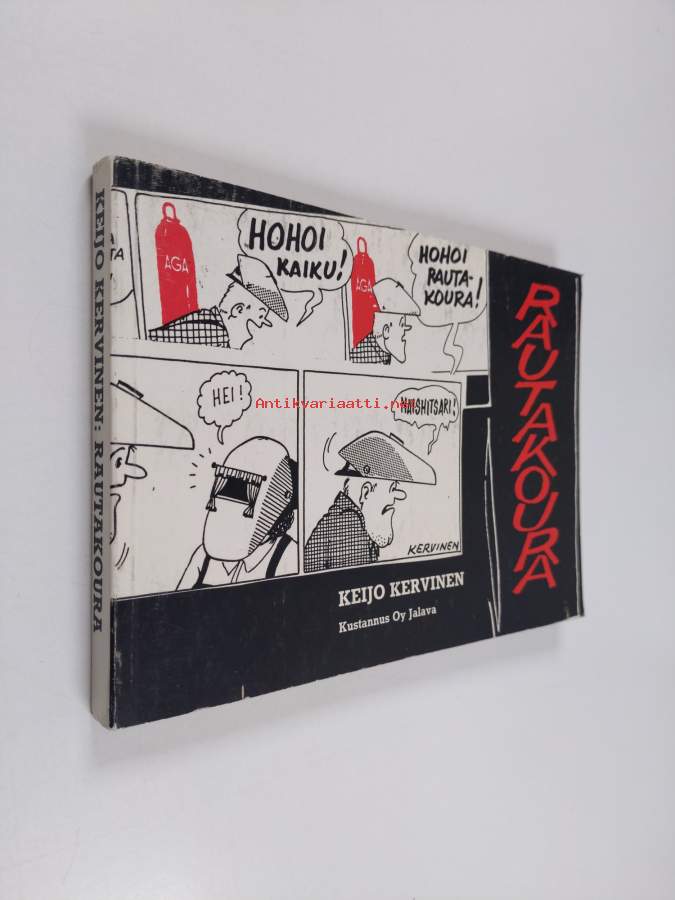 KEIJO KERVINEN: RAUTAKOURA
AGA
HOHOI
KAIKU!
AGA
HOHOI
RAUTA-
KOURA!
HEI!
Antikvariaatti.net
KERVINEN
RAUTAKOURA
KEIJO KERVINEN
Kustannus Oy Jalava